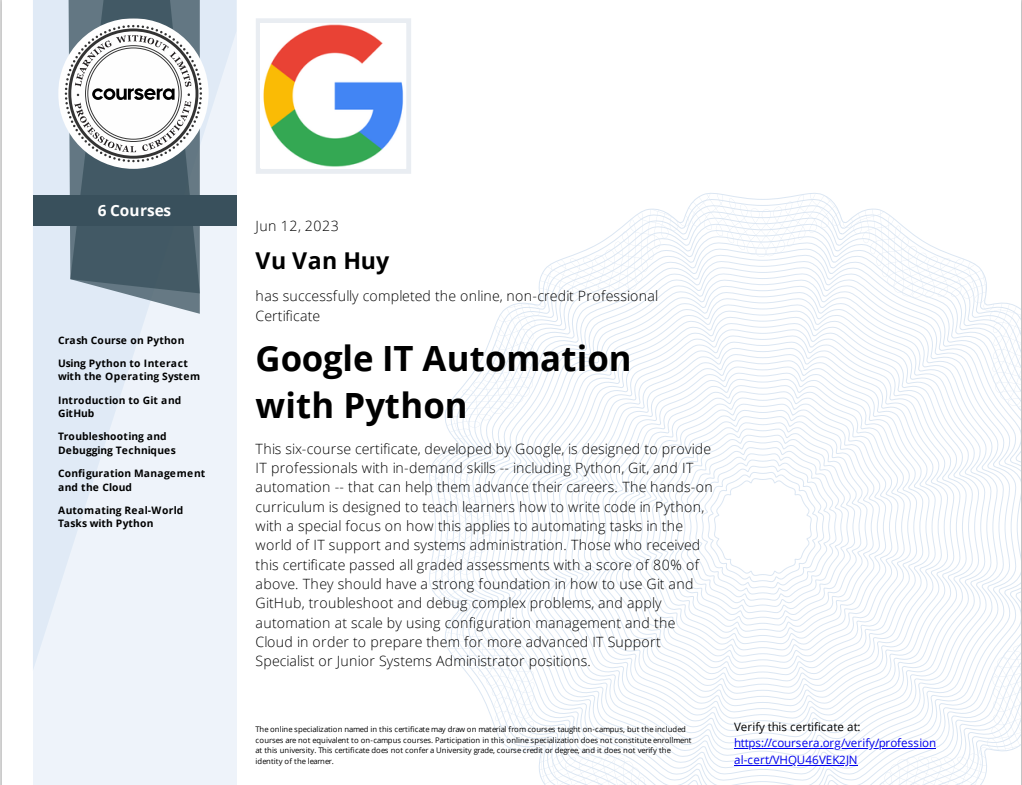 LEARNING WITHOUT LIMITS
coursera
PROFESSIONAL CERTIFICATE
6 Courses
Crash Course on Python
Using Python to Interact
with the Operating System
Introduction to Git and
GitHub
Troubleshooting and
Debugging Techniques
Configuration Management
and the Cloud
Automating Real-World
Tasks with Python
Jun 12, 2023
Vu Van Huy
has successfully completed the online, non-credit Professional
Certificate
Google IT Automation
with Python
This six-course certificate, developed by Google, is designed to provide
IT professionals with in-demand skills -- including Python, Git, and IT
automation -- that can help them advance their careers. The hands-on
curriculum is designed to teach learners how to write code in Python,
with a special focus on how this applies to automating tasks in the
world of IT support and systems administration. Those who received
this certificate passed all graded assessments with a score of 80% of
above. They should have a strong foundation in how to use Git and
GitHub, troubleshoot and debug complex problems, and apply
automation at scale by using configuration management and the
Cloud in order to prepare them for more advanced IT Support
Specialist or Junior Systems Administrator positions.
The online specialization named in this certificate may draw on material from courses taught on-campus, but the included
courses are not equivalent to on-campus courses. Participation in this online specialization does not constitute enrollment
at this university. This certificate does not confer a University grade, course credit or degree, and it does not verify the
identity of the learner.
Verify this certificate at:
https://coursera.org/verify/profession
al-cert/VHQU46VEK2JN